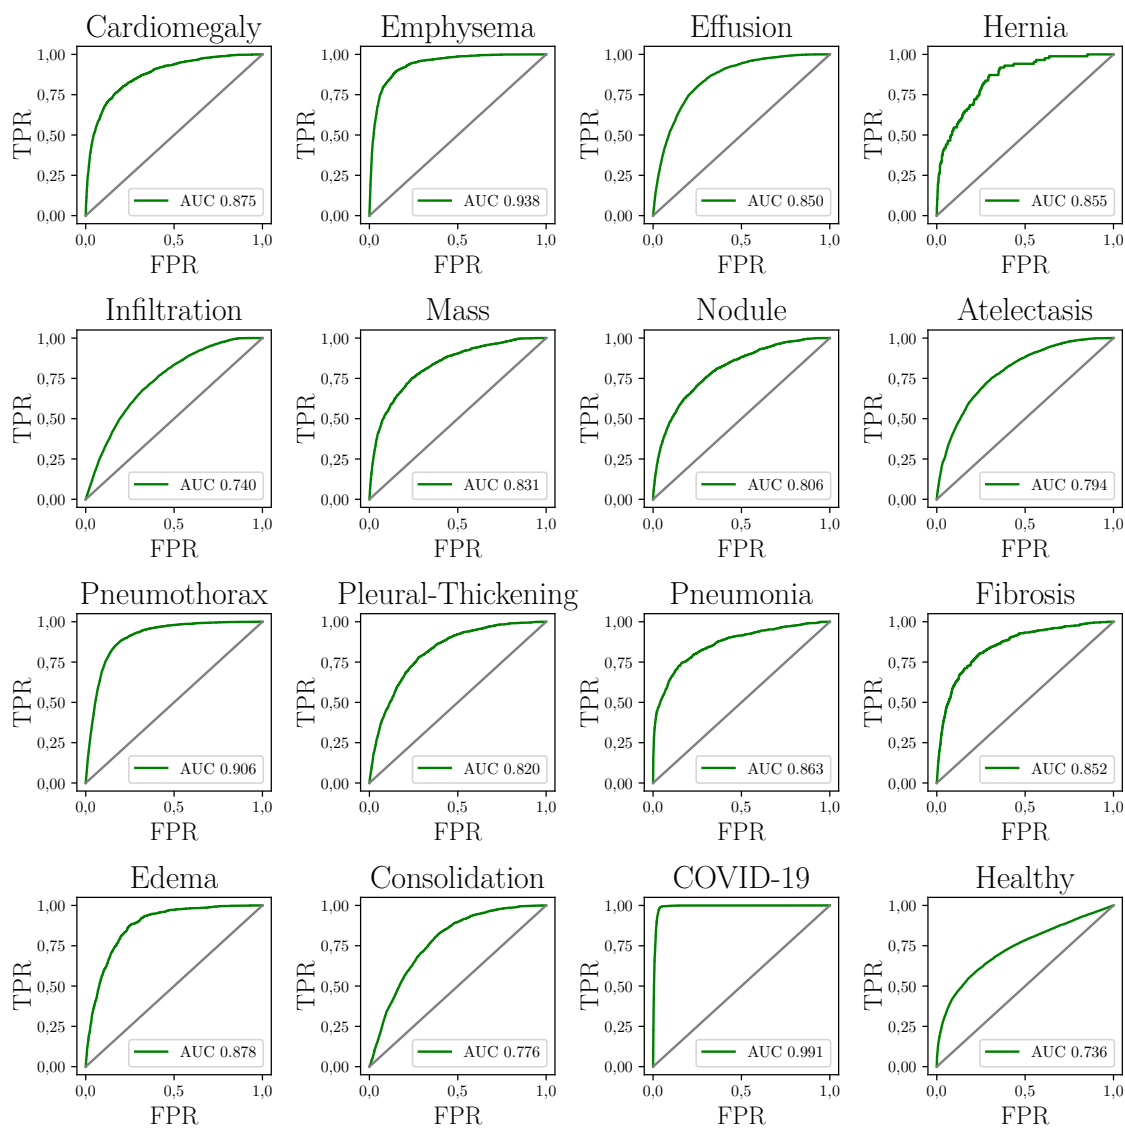 Cardiomegaly Emphysema Effusion Hernia
1,00 1,00 1,00 1,00
0,75 0,75 0,75 0,75
TPR TPR TPR TPR
0,50 0,50 0,50 0,50
0,25 0,25 0,25 0,25
AUC 0.875 AUC 0.938 AUC 0.850 AUC 0.855
0,00 0,00 0,00 0,00
0,0 0,5 1,0 0,0 0,5 1,0 0,0 0,5 1,0 0,0 0,5 1,0
FPR FPR FPR FPR
Infiltration Mass Nodule Atelectasis
1,00 1,00 1,00 1,00
0,75 0,75 0,75 0,75
TPR TPR TPR TPR
0,50 0,50 0,50 0,50
0,25 0,25 0,25 0,25
AUC 0.740 AUC 0.831 AUC 0.806 AUC 0.794
0,00 0,00 0,00 0,00
0,0 0,5 1,0 0,0 0,5 1,0 0,0 0,5 1,0 0,0 0,5 1,0
FPR FPR FPR FPR
Pneumothorax Pleural-Thickening Pneumonia Fibrosis
1,00 1,00 1,00 1,00
0,75 0,75 0,75 0,75
TPR TPR TPR TPR
0,50 0,50 0,50 0,50
0,25 0,25 0,25 0,25
AUC 0.906 AUC 0.820 AUC 0.863 AUC 0.852
0,00 0,00 0,00 0,00
0,0 0,5 1,0 0,0 0,5 1,0 0,0 0,5 1,0 0,0 0,5 1,0
FPR FPR FPR FPR
Edema Consolidation COVID-19 Healthy
1,00 1,00 1,00 1,00
0,75 0,75 0,75 0,75
TPR TPR TPR TPR
0,50 0,50 0,50 0,50
0,25 0,25 0,25 0,25
AUC 0.878 AUC 0.776 AUC 0.991 AUC 0.736
0,00 0,00 0,00 0,00
0,0 0,5 1,0 0,0 0,5 1,0 0,0 0,5 1,0 0,0 0,5 1,0
FPR FPR FPR FPR